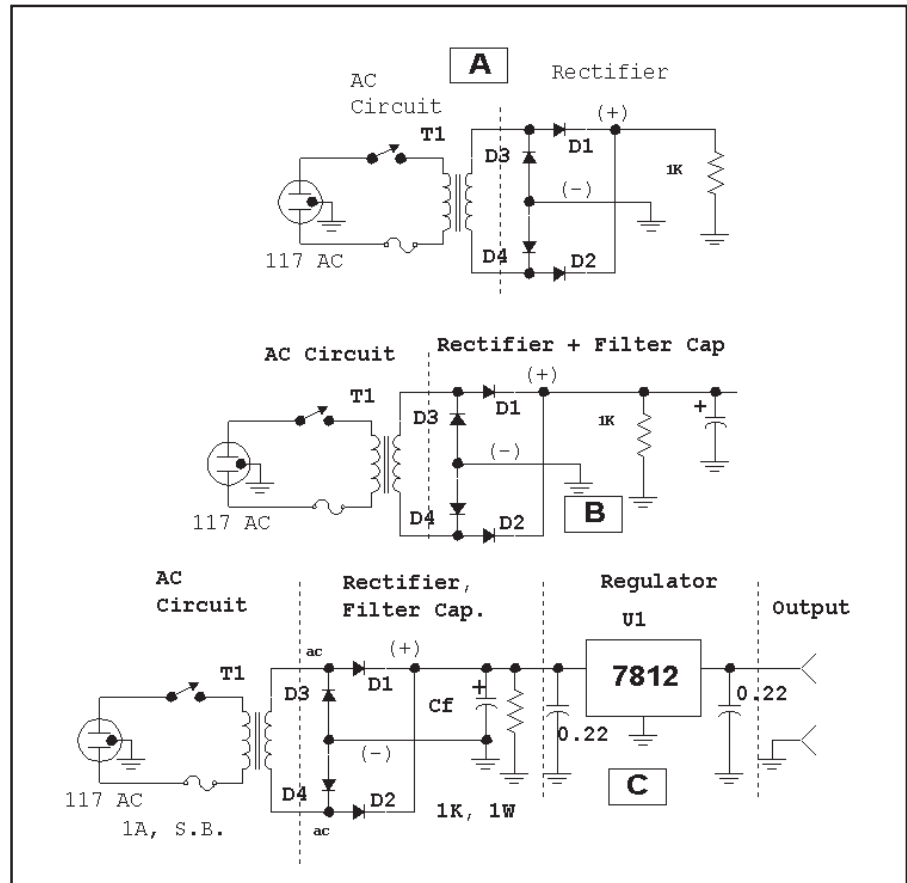 A
Rectifier
AC
Circuit
T1
(+)
D3
D1
1K
(-)
D4
D2
117 AC
AC Circuit
Rectifier + Filter Cap
T1
(+)
D3
D1
+
1K
(-)
D4
D2
B
117 AC
AC
Circuit
Rectifier,
Filter Cap.
Regulator
U1
Output
ac
(+)
T1
D3
D1
+
Cf
7812
0.22
0.22
(-)
D4
D2
C
117 AC
1A, S.B.
ac
1K, 1W